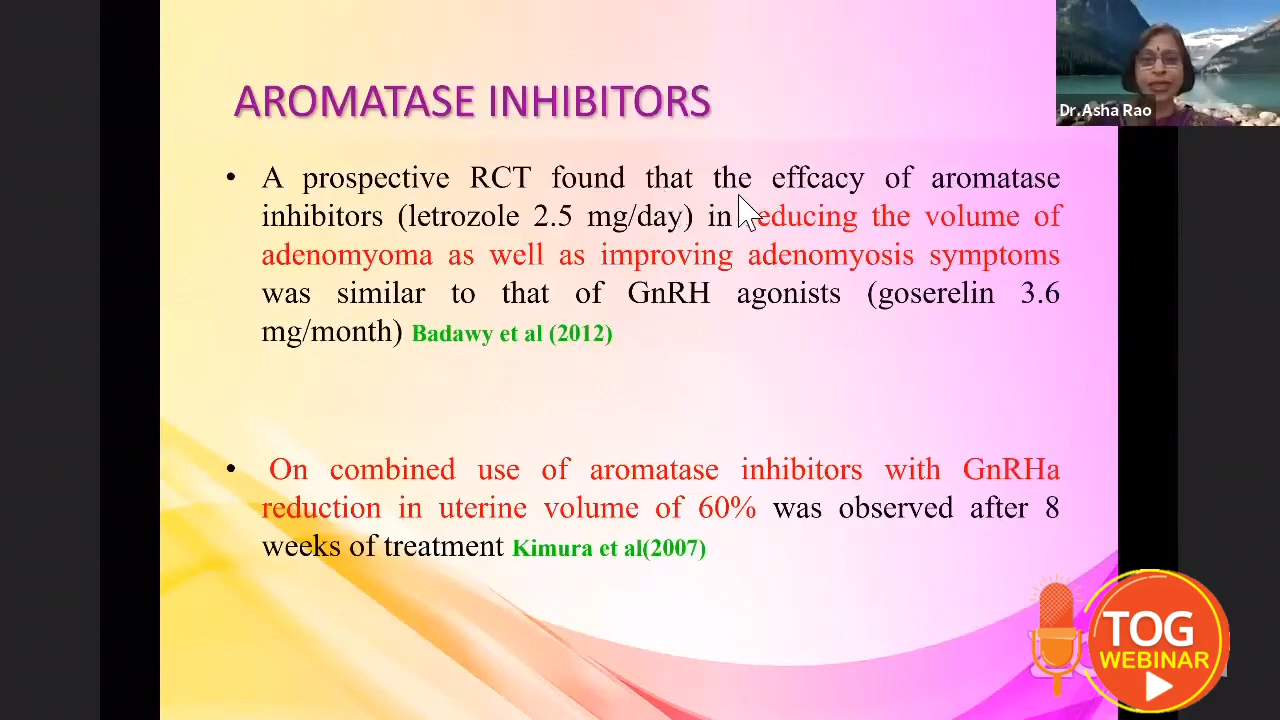 Dr.Asha Rao
AROMATASE INHIBITORS
• A prospective RCT found that the effcacy of aromatase
inhibitors (letrozole 2.5 mg/day) in reducing the volume of
adenomyoma as well as improving adenomyosis symptoms
was similar to that of GnRH agonists (goserelin 3.6
mg/month) Badawy et al (2012)
• On combined use of aromatase inhibitors with GnRHa
reduction in uterine volume of 60% was observed after 8
weeks of treatment Kimura et al(2007)
TOG
WEBINAR